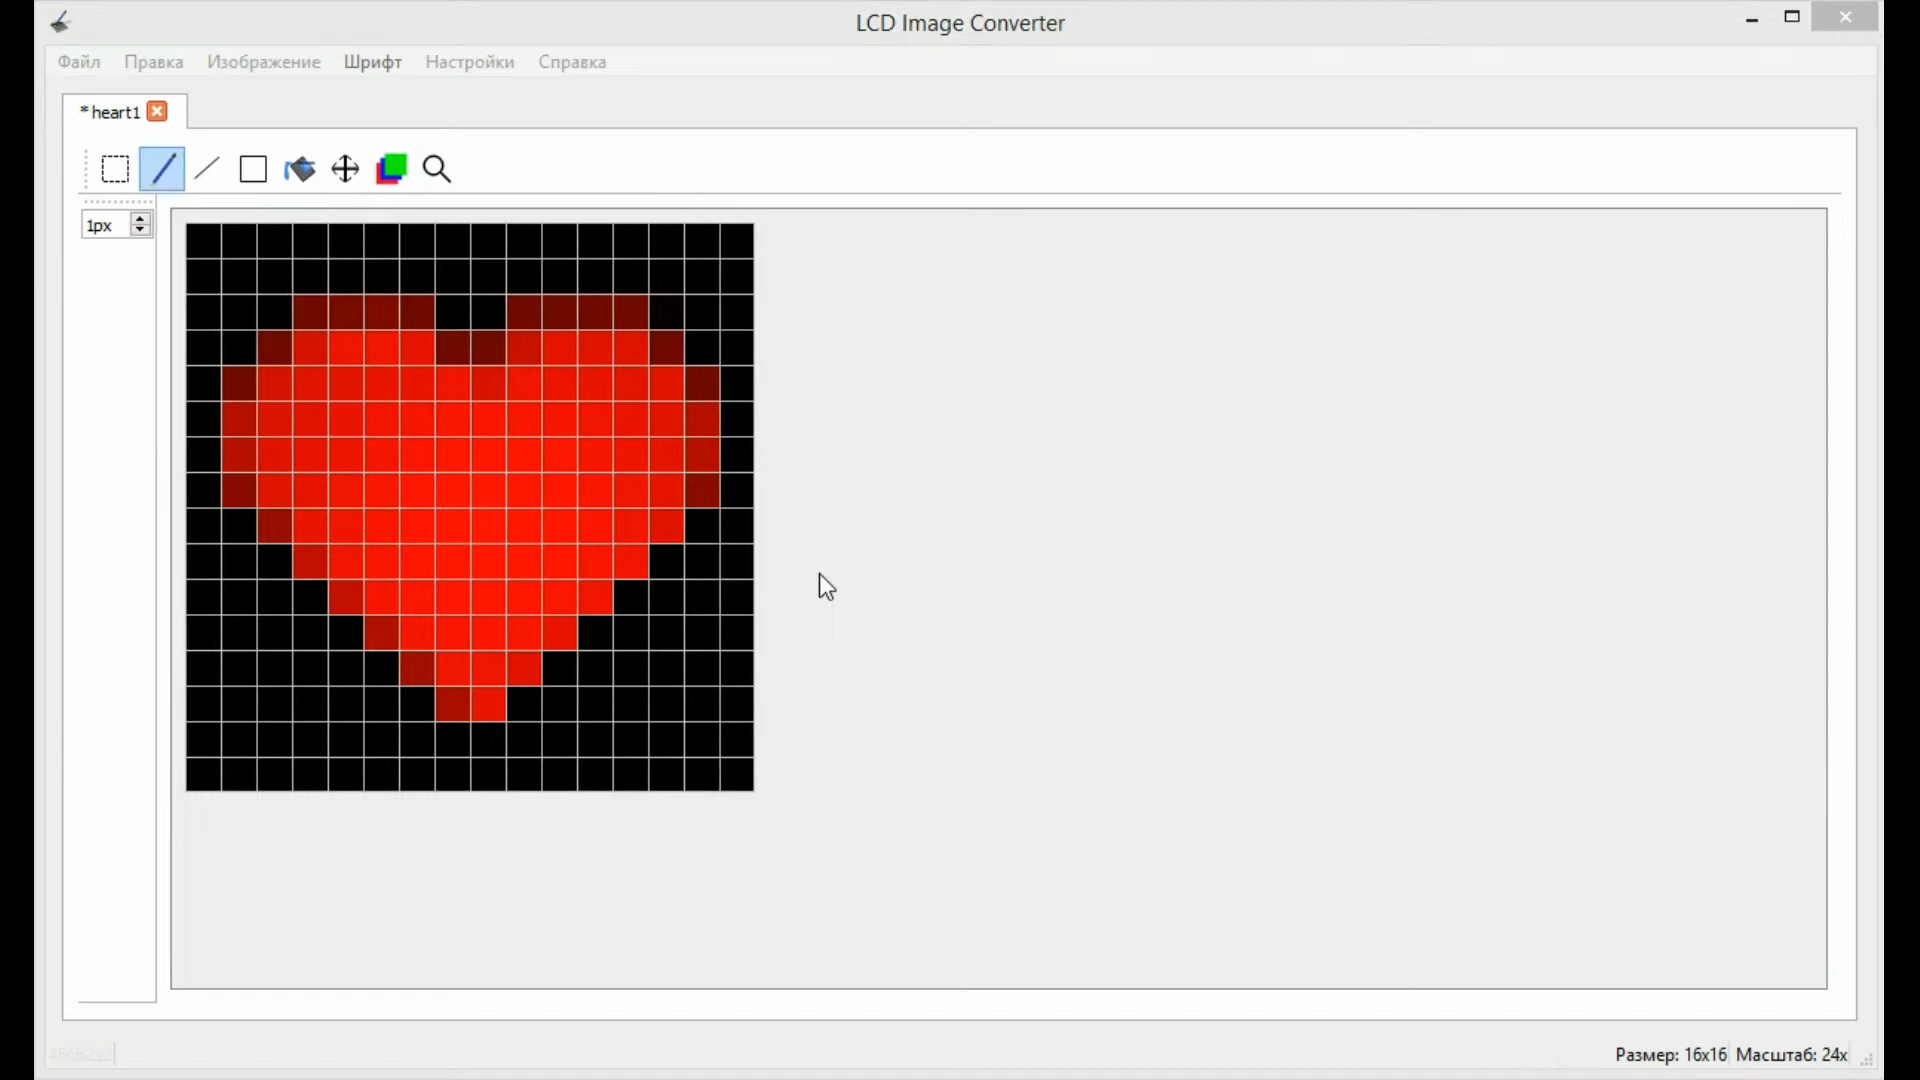 LCD Image Converter
Файл Правка Изображение Шрифт Настройки Справка
*heart1
1px
Размер: 16x16 Масштаб: 24x